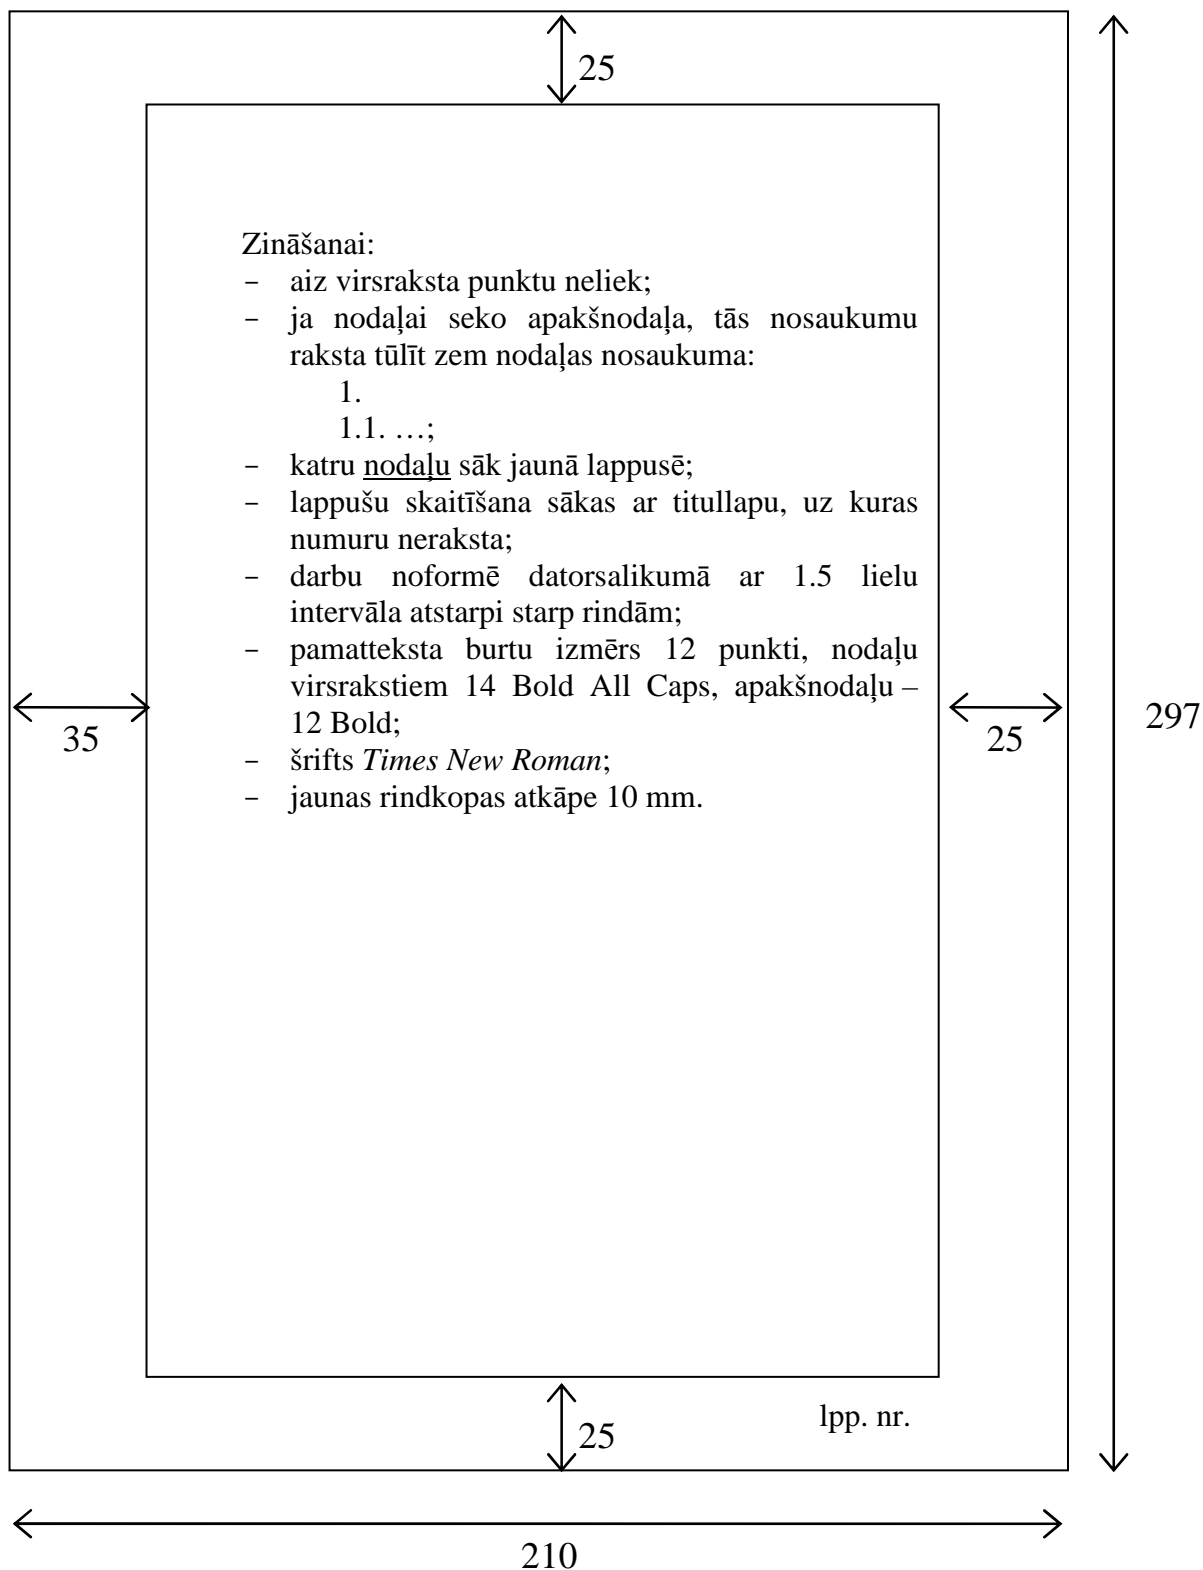 25
Zināšanai:
- aiz virsraksta punktu neliek;
- ja nodaļai seko apakšnodaļa, tās nosaukumu
raksta tūlīt zem nodaļas nosaukuma:
1.
1.1. …;
- katru nodaļu sāk jaunā lappusē;
- lappušu skaitīšana sākas ar titullapu, uz kuras
numuru neraksta;
- darbu noformē datorsalikumā ar 1.5 lielu
intervāla atstarpi starp rindām;
- pamatteksta burtu izmērs 12 punkti, nodaļu
virsrakstiem 14 Bold All Caps, apakšnodaļu –
12 Bold;
- šrifts Times New Roman;
- jaunas rindkopas atkāpe 10 mm.
35
25
297
lpp. nr.
25
210